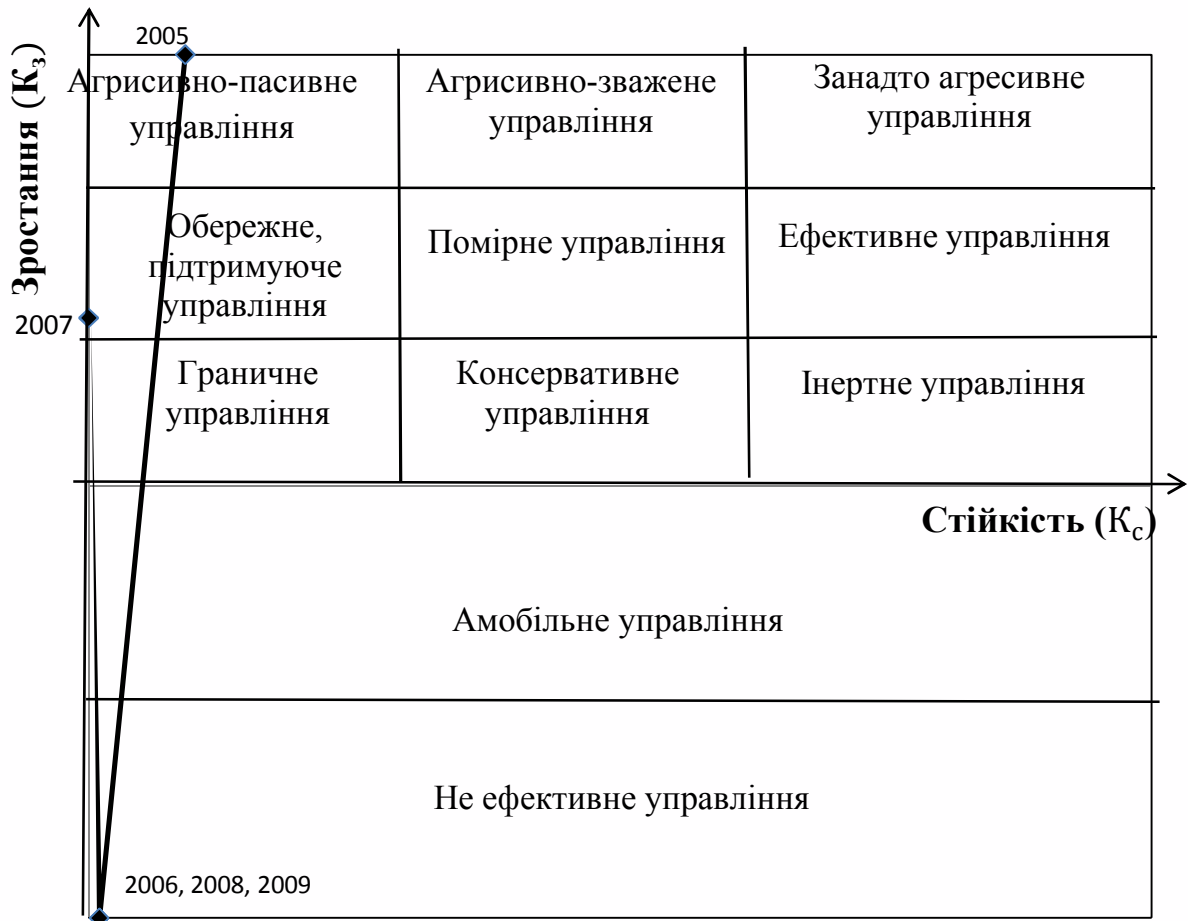 2005
Зростання (Кз)
Агрисивно-пасивне
управління
Агрисивно-зважене
управління
Занадто агресивне
управління
Обережне,
підтримуюче
управління
Помірне управління
Ефективне управління
2007
Граничне
управління
Консервативне
управління
Інертне управління
Стійкість (Кс)
Амобільне управління
Не ефективне управління
2006, 2008, 2009